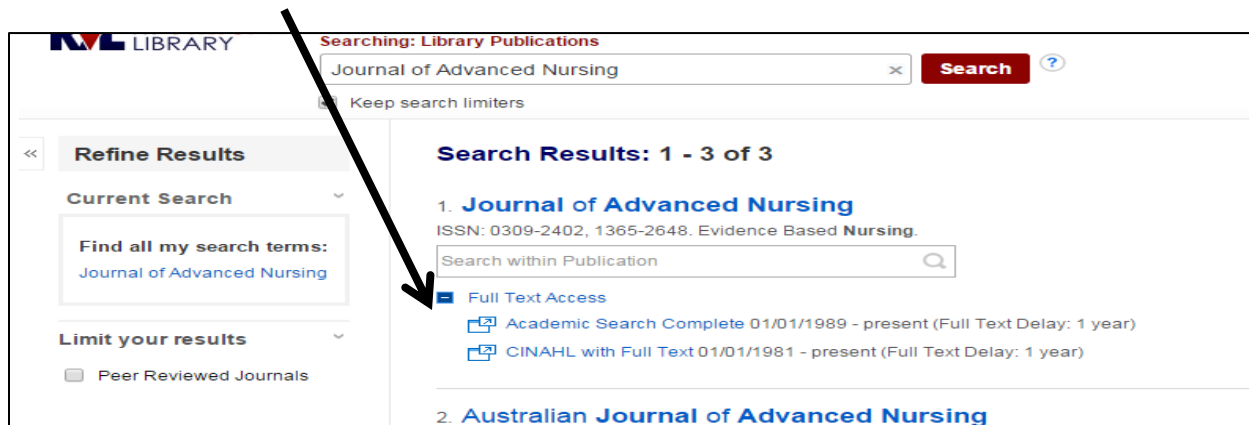 LIBRARY
Searching: Library Publications
Journal of Advanced Nursing × Search ?
Keep search limiters
<< Refine Results
Current Search
Find all my search terms:
Journal of Advanced Nursing
Limit your results
Peer Reviewed Journals
Search Results: 1 - 3 of 3
1. Journal of Advanced Nursing
ISSN: 0309-2402, 1365-2648. Evidence Based Nursing.
Search within Publication
Full Text Access
Academic Search Complete 01/01/1989 - present (Full Text Delay: 1 year)
CINAHL with Full Text 01/01/1981 - present (Full Text Delay: 1 year)
2. Australian Journal of Advanced Nursing